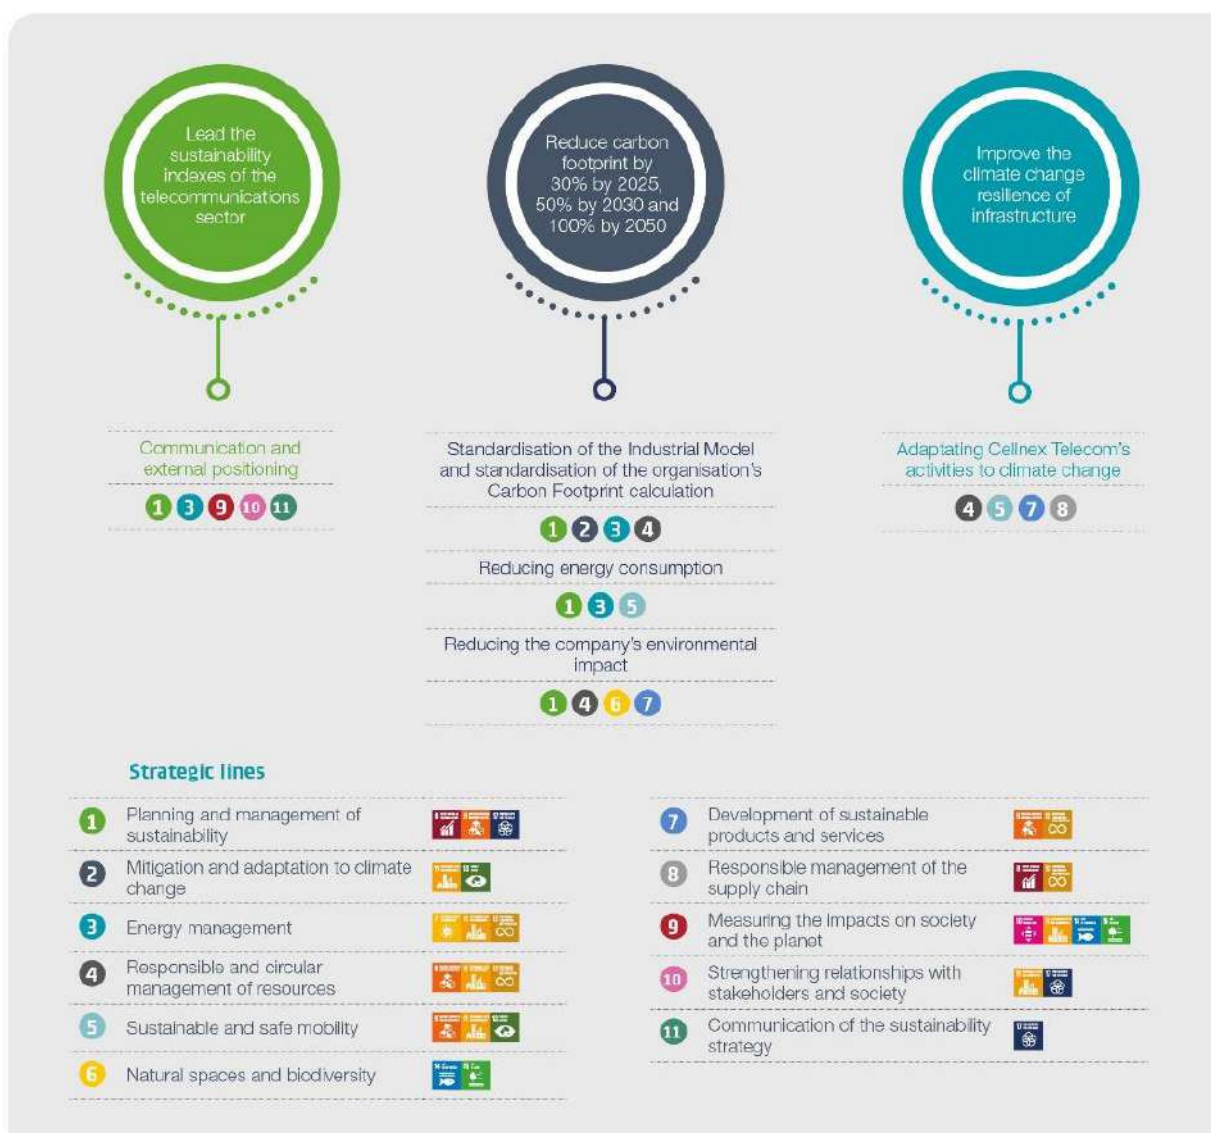 Lead the
sustainability
indexes of the
telecommunications
sector
Reduce carbon
footprint by
30% by 2025,
50% by 2030 and
100% by 2050
Improve the
climate change
resilience of
infrastructure
Communication and
external positioning
1 3 9 10 11
Standardisation of the Industrial Model
and standardisation of the organisation's
Carbon Footprint calculation
1 2 3 4
Reducing energy consumption
1 3 5
Reducing the company's environmental
impact
1 4 6 7
Adaptating Cellnex Telecom's
activities to climate change
4 5 7 8
Strategic lines
1 Planning and management of
sustainability
2 Mitigation and adaptation to climate
change
3 Energy management
4 Responsible and circular
management of resources
5 Sustainable and safe mobility
6 Natural spaces and biodiversity
7 Development of sustainable
products and services
8 Responsible management of the
supply chain
9 Measuring the impacts on society
and the planet
10 Strengthening relationships with
stakeholders and society
11 Communication of the sustainability
strategy